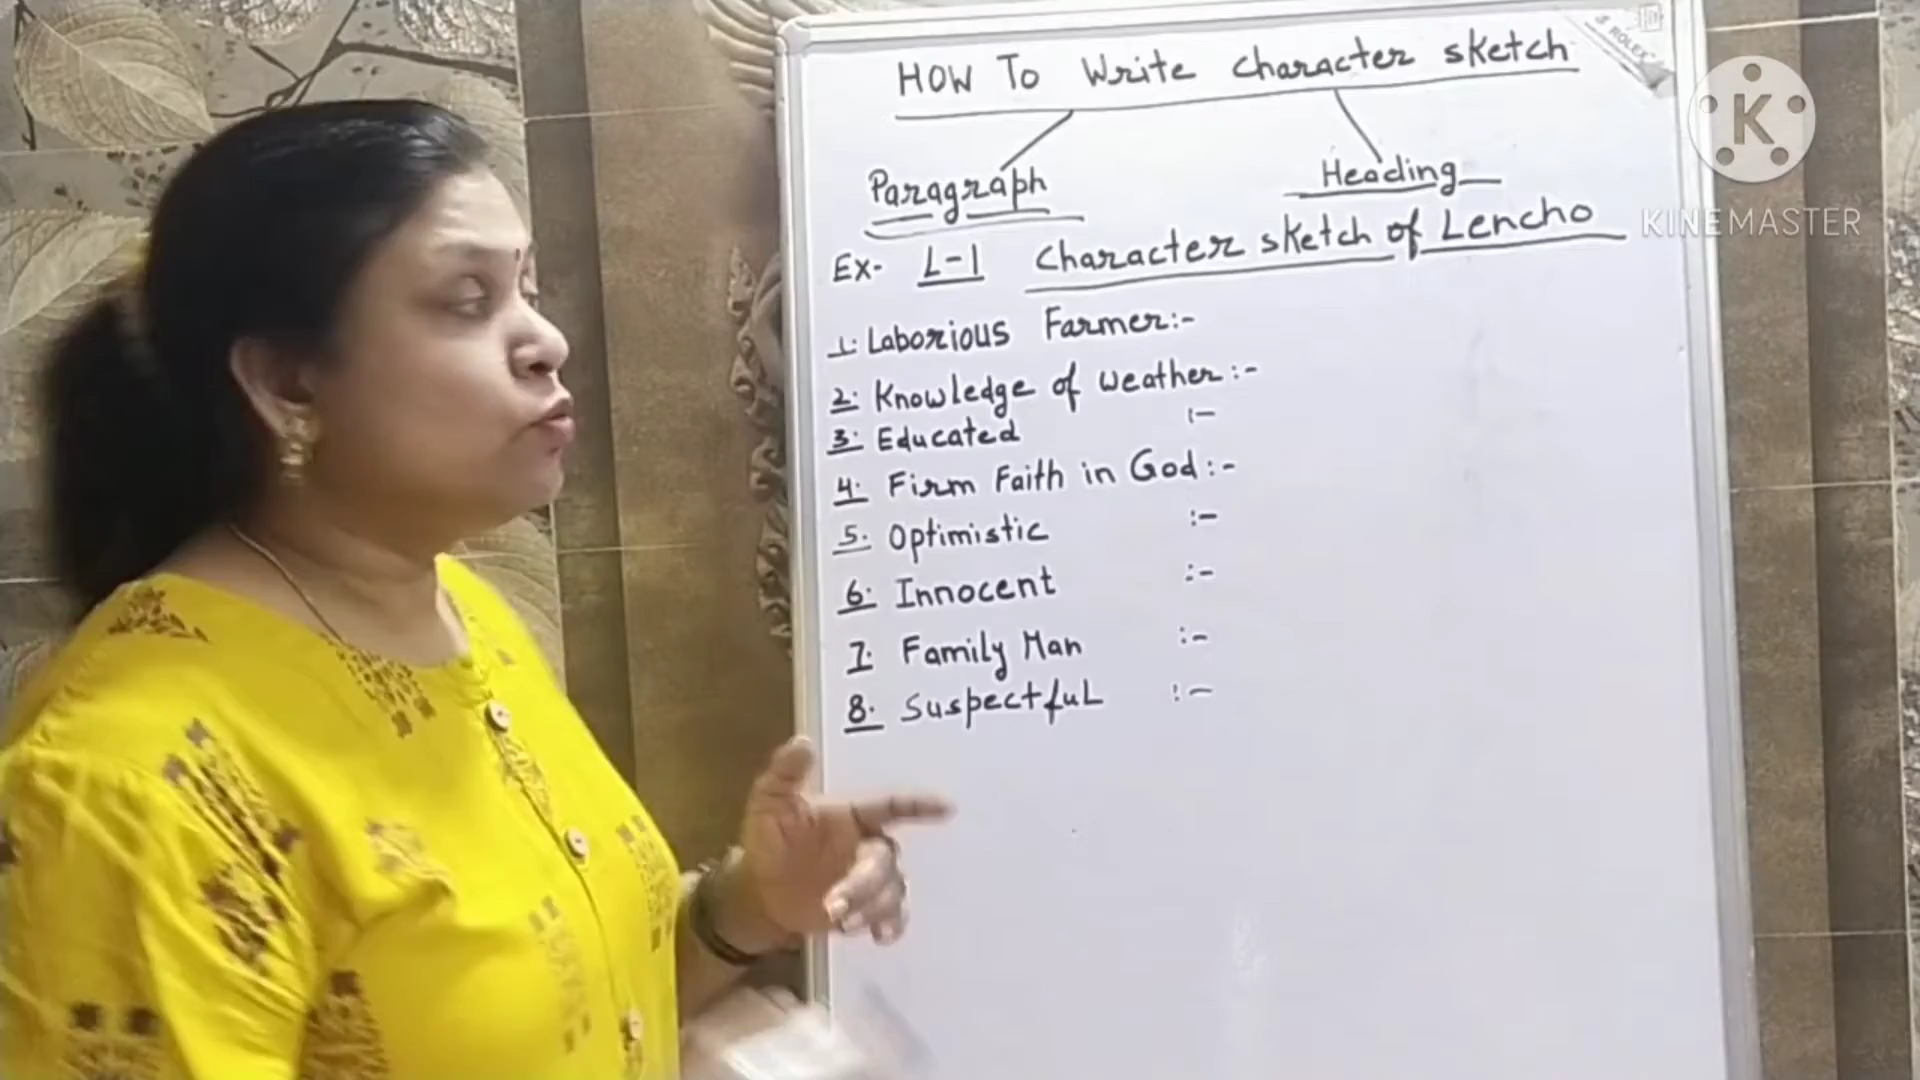 HOW TO Write character sketch
ROLEX
K
Paragraph Heading
KINEMASTER
Ex- L-1 Character sketch of Lencho
1. Laborious Farmer:-
2. Knowledge of weather:-
3. Educated :-
4. Firm Faith in God:-
5. Optimistic :-
6. Innocent :-
7. Family Man :-
8. SuspectfuL :-